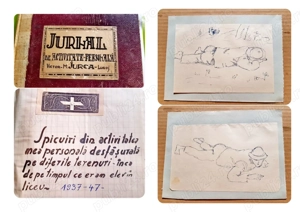 JURNAL
DE ACTIVITATE PERSONALĂ
JURCA
Spicuiri din activitatea
mea personală desfășurată
pe diferite terenuri - încă
de pe timpul ce eram elev în
liceu - 1937-47-